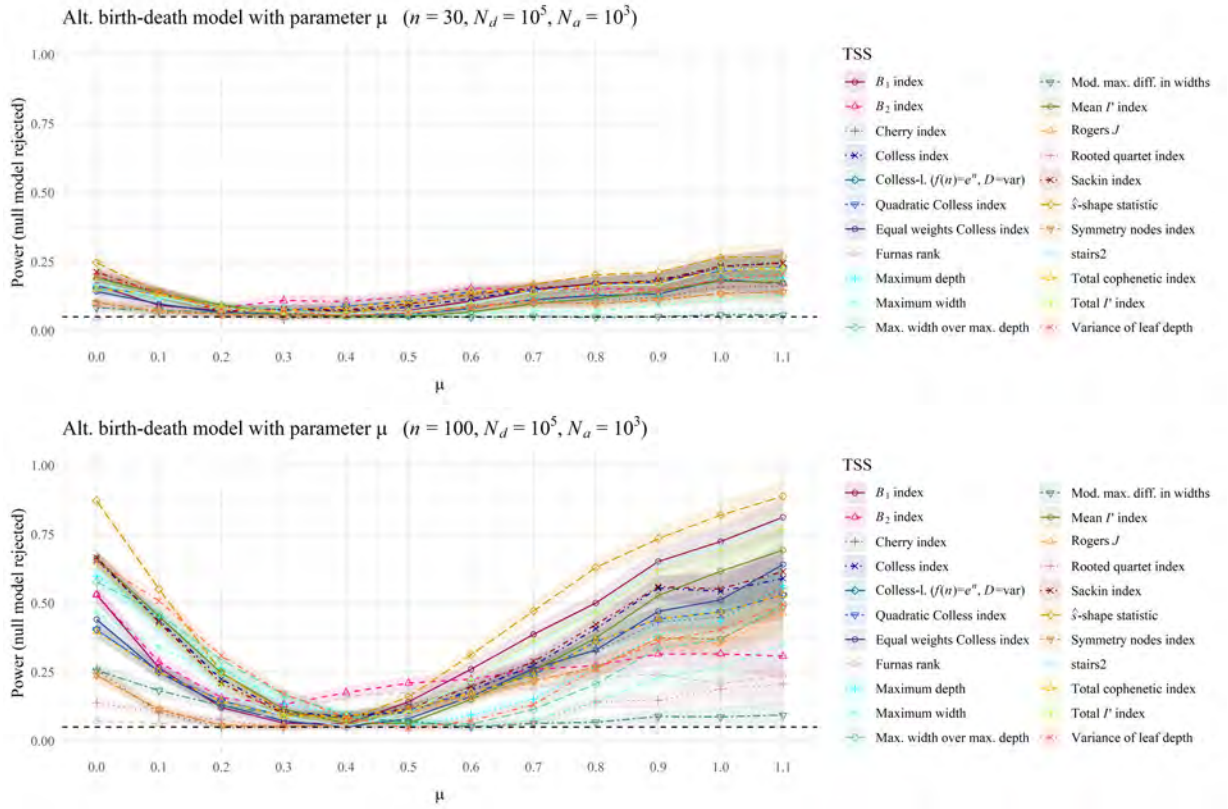 Alt. birth-death model with parameter μ (n = 30, N_d = 10^5, N_a = 10^3)
Power (null model rejected)
1.00
0.75
0.50
0.25
0.00
0.0 0.1 0.2 0.3 0.4 0.5 0.6 0.7 0.8 0.9 1.0 1.1
μ
TSS
B_1 index
B_2 index
Cherry index
Colless index
Colless-l. (f(n)=e^n, D=var)
Quadratic Colless index
Equal weights Colless index
Furnas rank
Maximum depth
Maximum width
Max. width over max. depth
Mod. max. diff. in widths
Mean I' index
Rogers J
Rooted quartet index
Sackin index
ŝ-shape statistic
Symmetry nodes index
stairs2
Total cophenetic index
Total I' index
Variance of leaf depth
Alt. birth-death model with parameter μ (n = 100, N_d = 10^5, N_a = 10^3)
Power (null model rejected)
1.00
0.75
0.50
0.25
0.00
0.0 0.1 0.2 0.3 0.4 0.5 0.6 0.7 0.8 0.9 1.0 1.1
μ
TSS
B_1 index
B_2 index
Cherry index
Colless index
Colless-l. (f(n)=e^n, D=var)
Quadratic Colless index
Equal weights Colless index
Furnas rank
Maximum depth
Maximum width
Max. width over max. depth
Mod. max. diff. in widths
Mean I' index
Rogers J
Rooted quartet index
Sackin index
ŝ-shape statistic
Symmetry nodes index
stairs2
Total cophenetic index
Total I' index
Variance of leaf depth